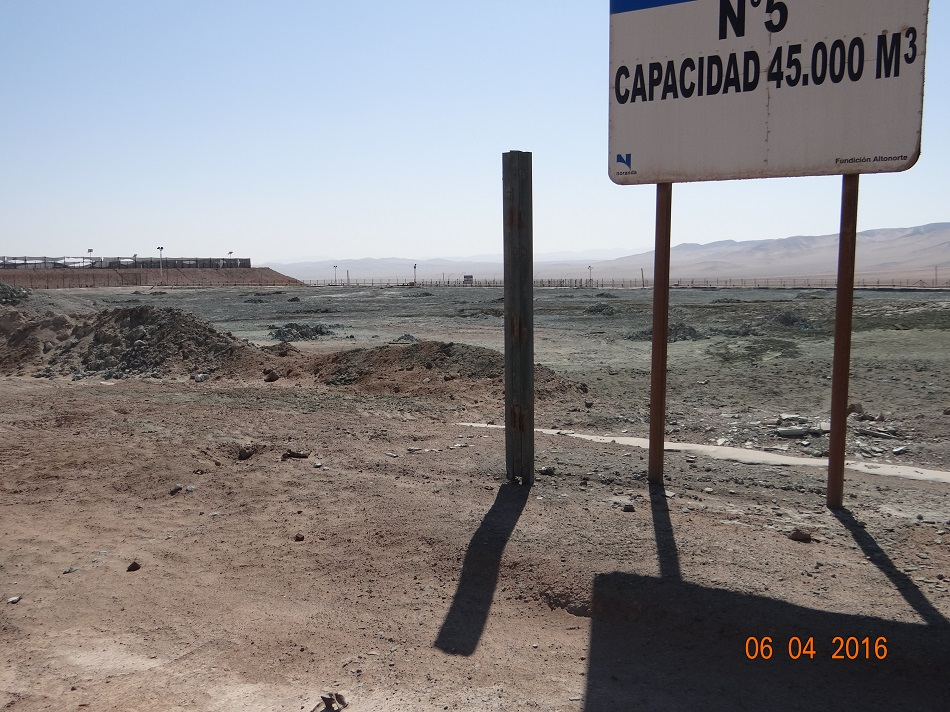 N°5
CAPACIDAD 45.000 M³
noranda
Fundición Altonorte
06 04 2016